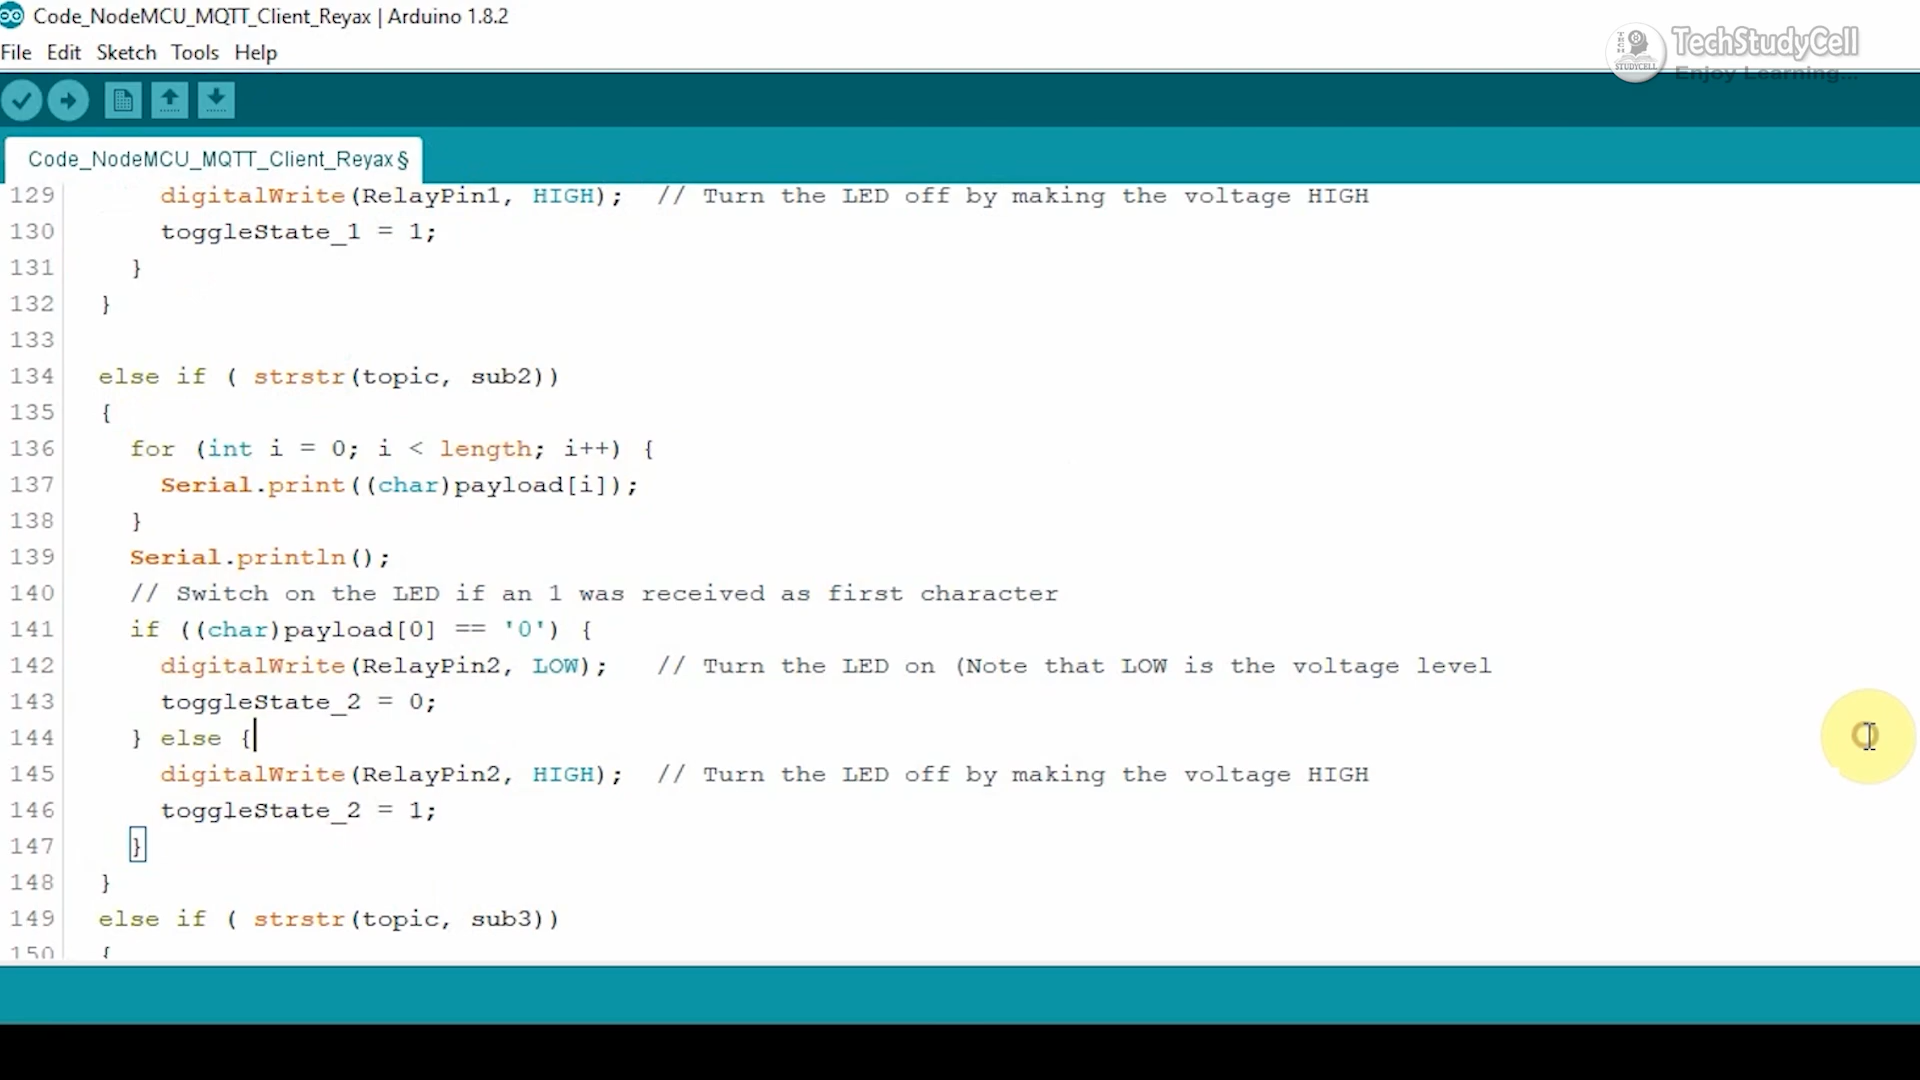 Code_NodeMCU_MQTT_Client_Reyax | Arduino 1.8.2
TechStudyCell
Enjoy Learning...
TECH
STUDYCELL
File Edit Sketch Tools Help
Code_NodeMCU_MQTT_Client_Reyax §
129 digitalWrite(RelayPin1, HIGH); // Turn the LED off by making the voltage HIGH
130 toggleState_1 = 1;
131 }
132 }
133
134 else if ( strstr(topic, sub2))
135 {
136 for (int i = 0; i < length; i++) {
137 Serial.print((char)payload[i]);
138 }
139 Serial.println();
140 // Switch on the LED if an 1 was received as first character
141 if ((char)payload[0] == '0') {
142 digitalWrite(RelayPin2, LOW); // Turn the LED on (Note that LOW is the voltage level
143 toggleState_2 = 0;
144 } else {
145 digitalWrite(RelayPin2, HIGH); // Turn the LED off by making the voltage HIGH
146 toggleState_2 = 1;
147 }
148 }
149 else if ( strstr(topic, sub3))
150 {